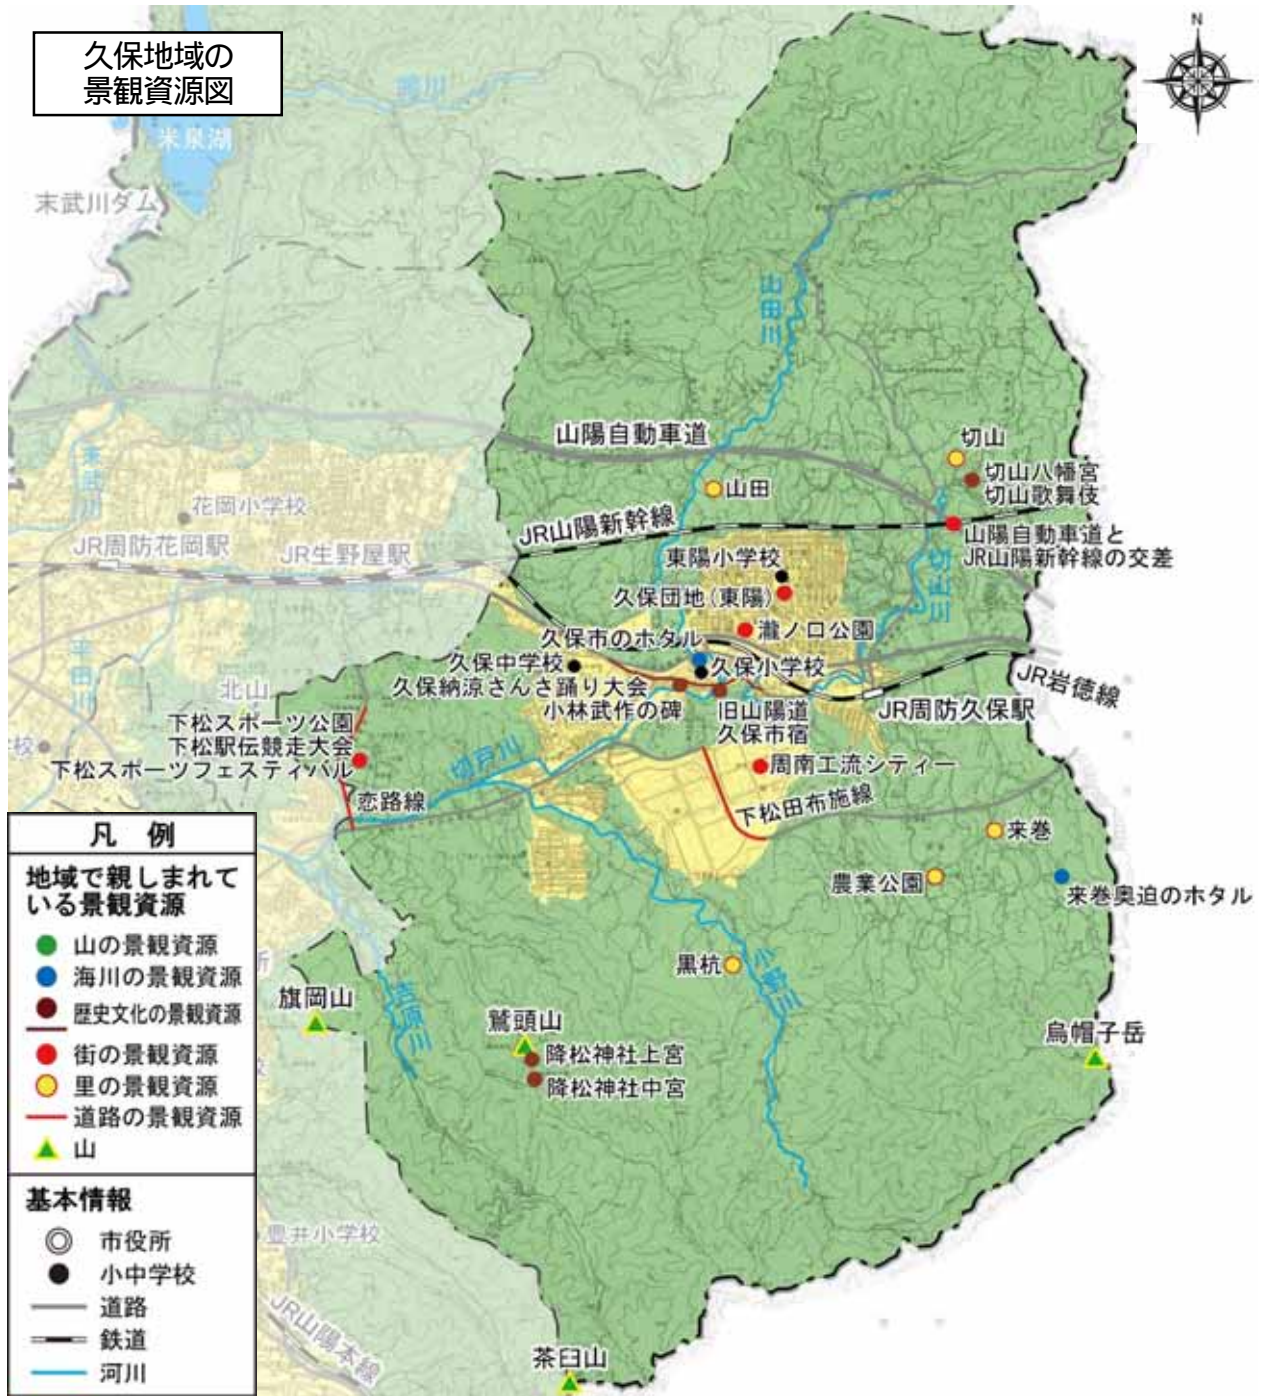 久保地域の
景観資源図
N
温川
米泉湖
末武川ダム
山田川
山陽自動車道
切山
切山八幡宮
切山歌舞伎
末武川
山田
花岡小学校
JR山陽新幹線
山陽自動車道と
JR山陽新幹線の交差
JR周防花岡駅
JR生野屋駅
東陽小学校
久保団地(東陽)
切戸川
瀧ノ口公園
久保市のホタル
平田川
久保中学校
久保小学校
JR岩徳線
久保納涼さんさ踊り大会
北山
小林武作の碑
旧山陽道
久保市宿
JR周防久保駅
下松スポーツ公園
下松駅伝競走大会
下松スポーツフェスティバル
校
切戸川
周南工流シティー
恋路線
下松田布施線
来巻
農業公園
来巻奥迫のホタル
所
黒杭
小野川
旗岡山
吉原川
鷲頭山
降松神社上宮
降松神社中宮
烏帽子岳
校
豊井小学校
JR山陽本線
茶臼山
凡 例
地域で親しまれて
いる景観資源
山の景観資源
海川の景観資源
歴史文化の景観資源
街の景観資源
里の景観資源
道路の景観資源
山
基本情報
市役所
小中学校
道路
鉄道
河川